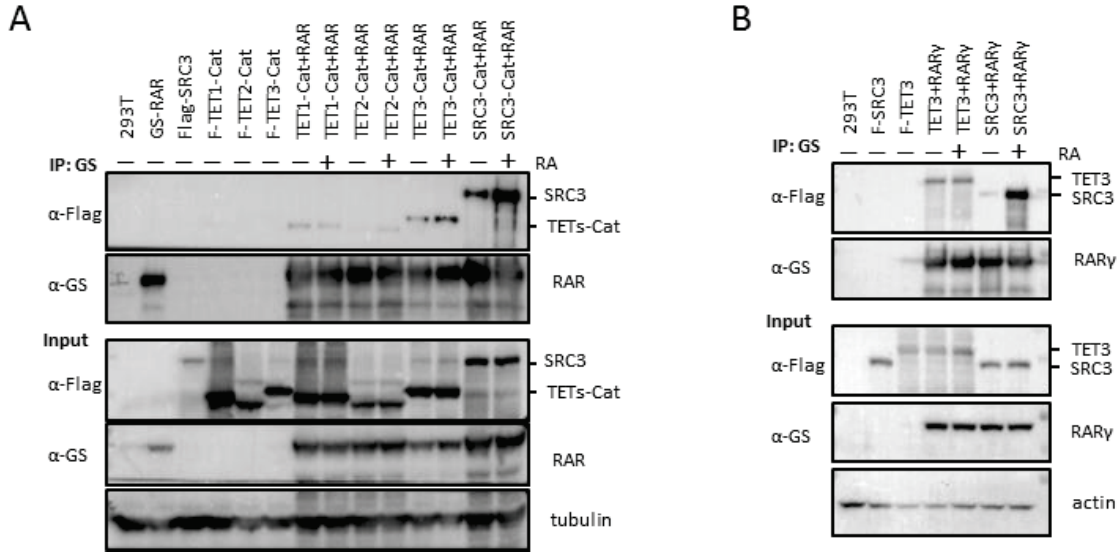 A
293T
GS-RAR
Flag-SRC3
F-TET1-Cat
F-TET2-Cat
F-TET3-Cat
TET1-Cat+RAR
TET1-Cat+RAR
TET2-Cat+RAR
TET2-Cat+RAR
TET3-Cat+RAR
TET3-Cat+RAR
SRC3-Cat+RAR
SRC3-Cat+RAR
IP: GS
− − − − − − − + − + − + − + RA
α-Flag
SRC3
TETs-Cat
α-GS
RAR
Input
α-Flag
SRC3
TETs-Cat
α-GS
RAR
tubulin
B
293T
F-SRC3
F-TET3
TET3+RARγ
TET3+RARγ
SRC3+RARγ
SRC3+RARγ
IP: GS
− − − − + − + RA
α-Flag
TET3
SRC3
α-GS
RARγ
Input
α-Flag
TET3
SRC3
α-GS
RARγ
actin